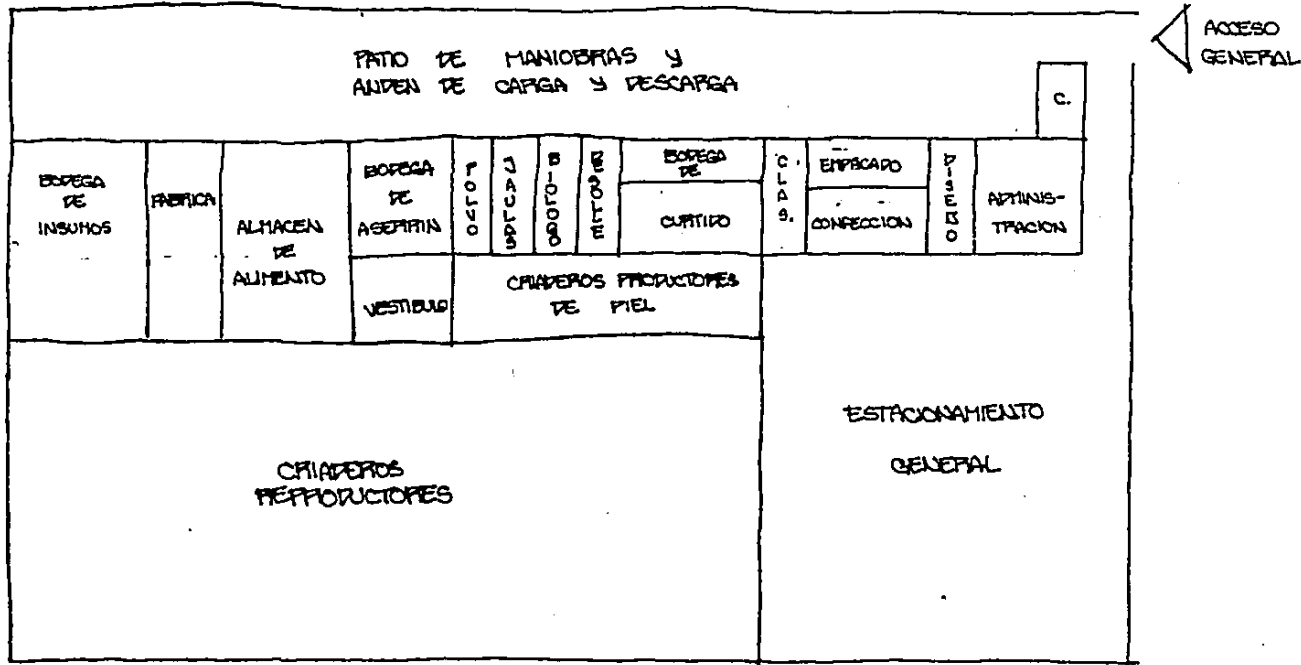 PATIO DE MANIOBRAS Y
ANDEN DE CARGA Y DESCARGA
ACCESO
GENERAL
C.
BODEGA
DE
INSUMOS
FABRICA
ALMACEN
DE
ALIMENTO
BODEGA
DE
ASERRIN
VESTIBULO
POLVO
JAULAS
BIOLOGO
BODEGA
DE
CURTIDO
CRIADEROS PRODUCTORES
DE PIEL
CLAS.
EMPACADO
CONFECCION
DISEÑO
ADMINIS-
TRACION
CRIADEROS
REPRODUCTORES
ESTACIONAMIENTO
GENERAL